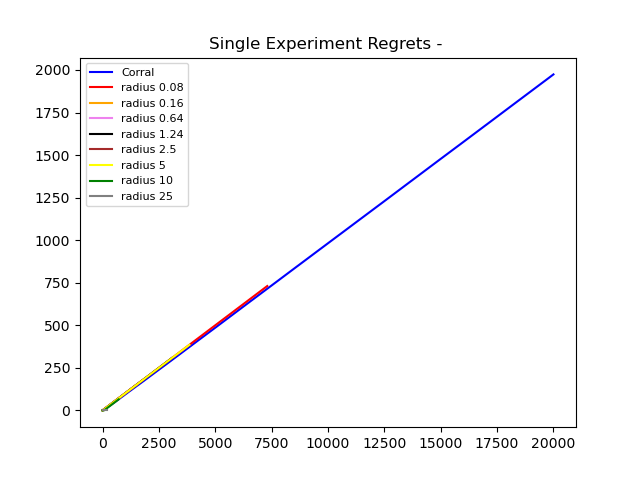 Single Experiment Regrets -
Corral
radius 0.08
radius 0.16
radius 0.64
radius 1.24
radius 2.5
radius 5
radius 10
radius 25
2000
1750
1500
1250
1000
750
500
250
0
0 2500 5000 7500 10000 12500 15000 17500 20000